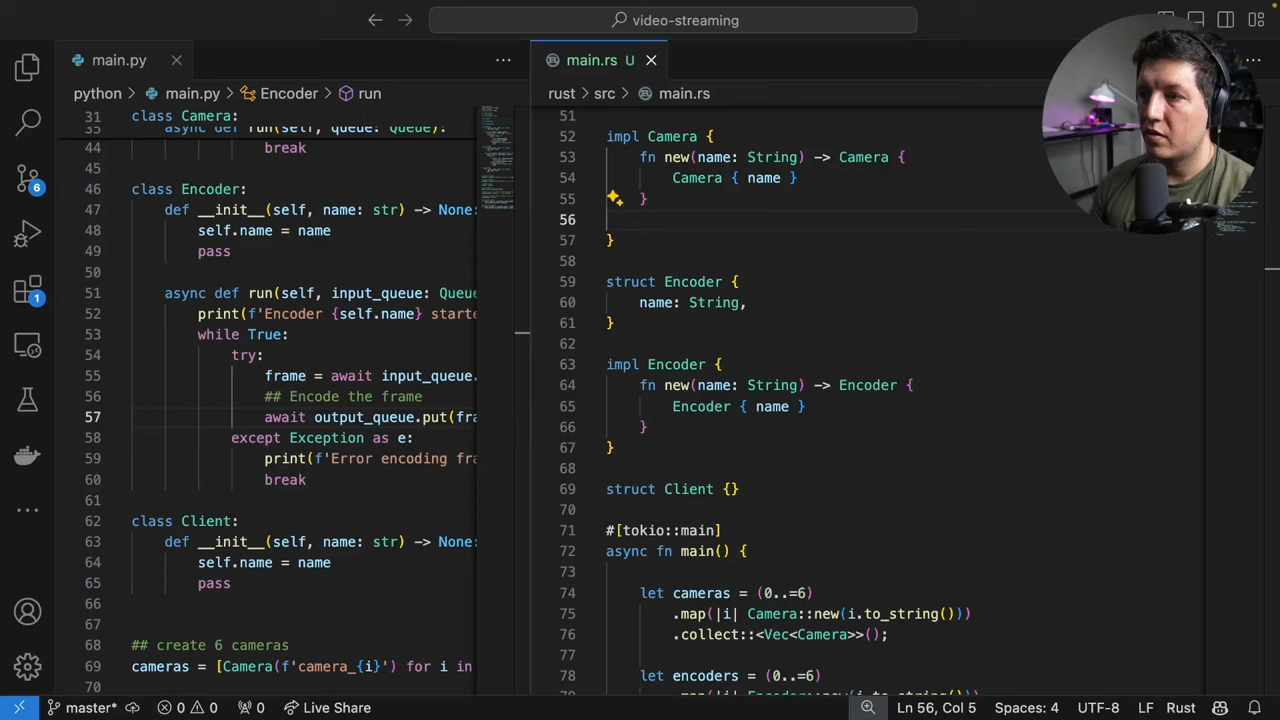 video-streaming
main.py
python > main.py > Encoder > run
31 class Camera:
35 async def run(self, queue: Queue):
44 break
45
46 class Encoder:
47 def __init__(self, name: str) -> None:
48 self.name = name
49 pass
50
51 async def run(self, input_queue: Queue
52 print(f'Encoder {self.name} starte
53 while True:
54 try:
55 frame = await input_queue.
56 ## Encode the frame
57 await output_queue.put(fra
58 except Exception as e:
59 print(f'Error encoding fra
60 break
61
62 class Client:
63 def __init__(self, name: str) -> None:
64 self.name = name
65 pass
66
67
68 ## create 6 cameras
69 cameras = [Camera(f'camera_{i}') for i in
70
main.rs U
rust > src > main.rs
51
52 impl Camera {
53 fn new(name: String) -> Camera {
54 Camera { name }
55 }
56
57 }
58
59 struct Encoder {
60 name: String,
61 }
62
63 impl Encoder {
64 fn new(name: String) -> Encoder {
65 Encoder { name }
66 }
67 }
68
69 struct Client {}
70
71 #[tokio::main]
72 async fn main() {
73
74 let cameras = (0..=6)
75 .map(|i| Camera::new(i.to_string()))
76 .collect::<Vec<Camera>>();
77
78 let encoders = (0..=6)
79 .map(|i| Encoder::new(i.to_string()))
6
1
master* 0 0 0 Live Share
Ln 56, Col 5 Spaces: 4 UTF-8 LF Rust